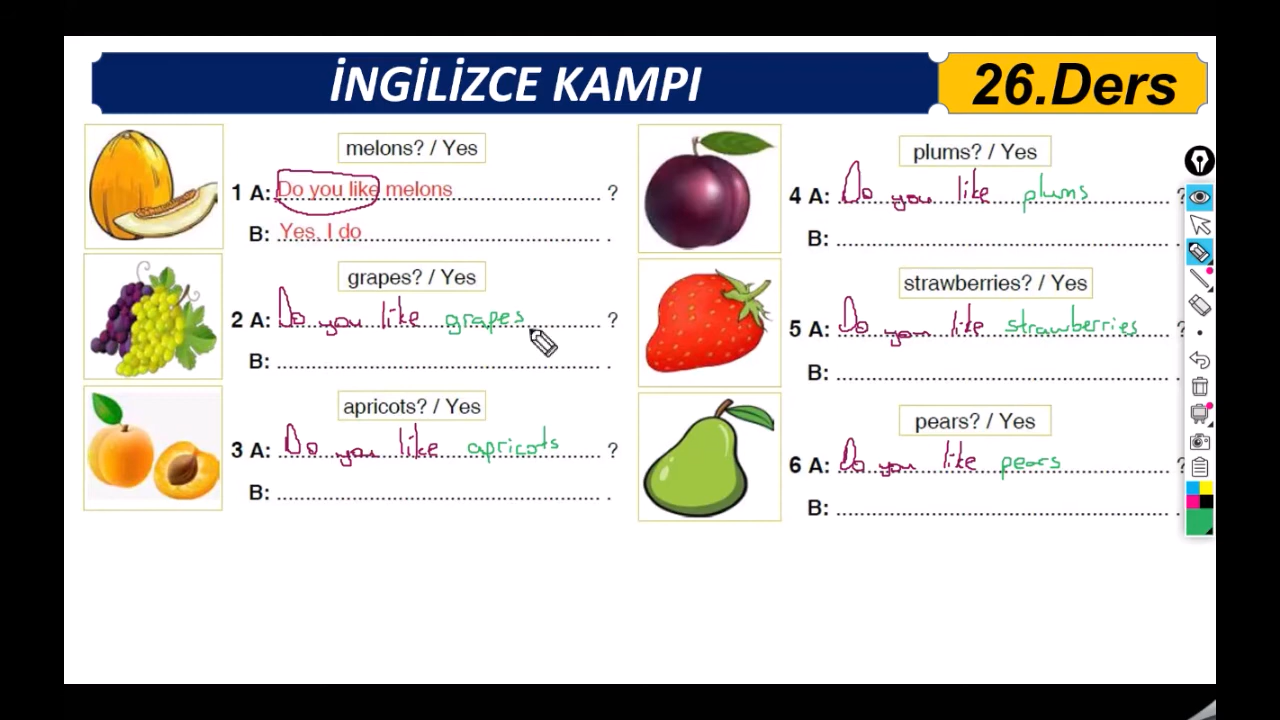 İNGİLİZCE KAMPI
26.Ders
melons? / Yes
1 A: Do you like melons ?
B: Yes, I do .
grapes? / Yes
2 A: Do you like grapes ?
B: .
apricots? / Yes
3 A: Do you like apricots ?
B: .
plums? / Yes
4 A: Do you like plums ?
B: .
strawberries? / Yes
5 A: Do you like strawberries ?
B: .
pears? / Yes
6 A: Do you like pears ?
B: .